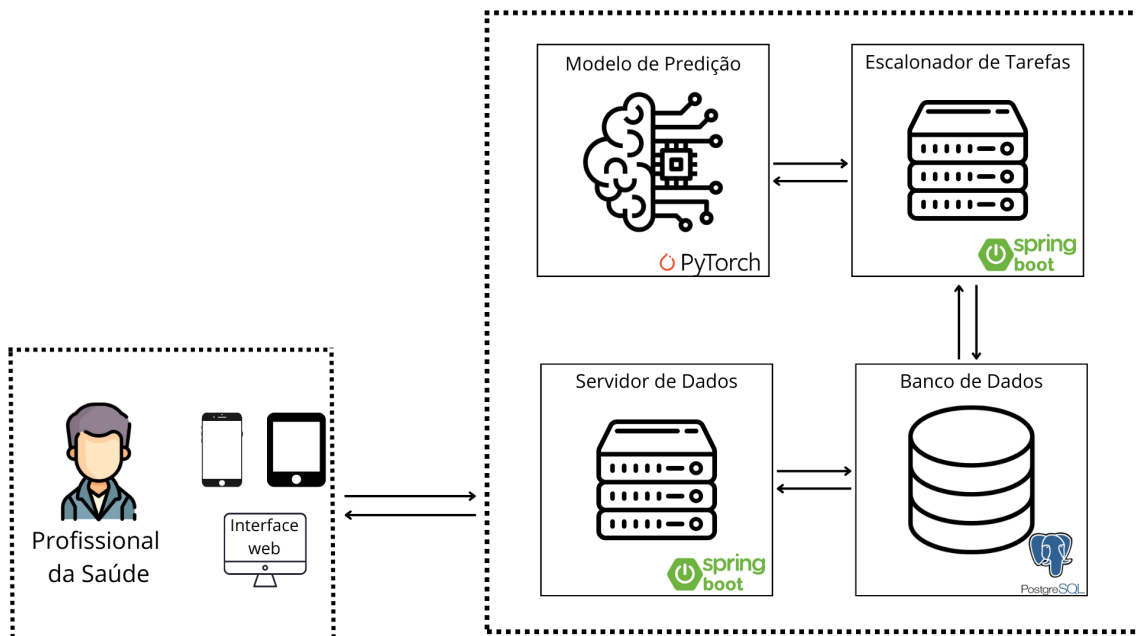 Modelo de Predição
PyTorch
Escalonador de Tarefas
spring
boot
Profissional
da Saúde
Interface
web
Servidor de Dados
spring
boot
Banco de Dados
PostgreSQL